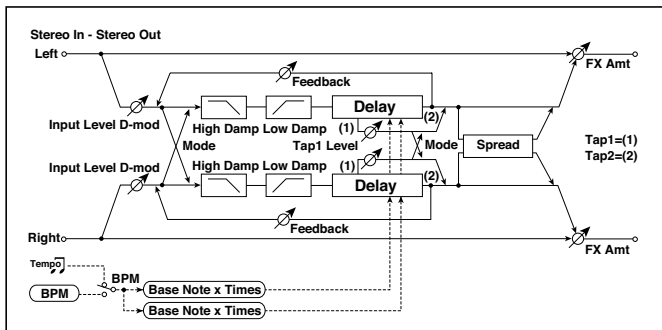 Stereo In - Stereo Out
Left
FX Amt
Feedback
Delay
(2)
Input Level D-mod
High Damp Low Damp
(1)
Tap1 Level
Mode
Mode
Spread
Tap1=(1)
Tap2=(2)
Input Level D-mod
High Damp Low Damp
(1)
Delay
(2)
Feedback
Right
FX Amt
Tempo
BPM
BPM
Base Note x Times
Base Note x Times